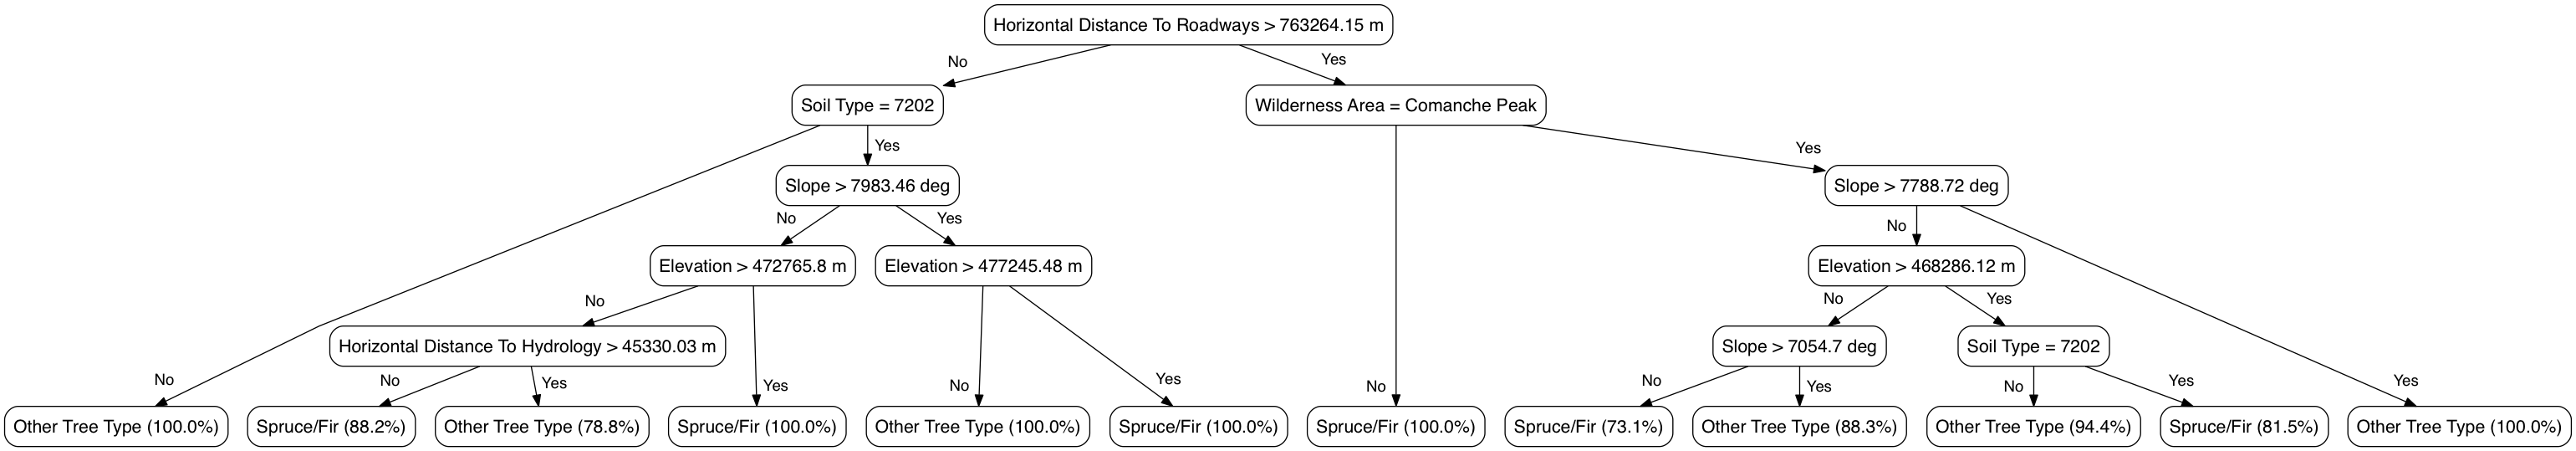 Horizontal Distance To Roadways > 763264.15 m
No
Yes
Soil Type = 7202
Wilderness Area = Comanche Peak
Yes
Yes
Slope > 7983.46 deg
Slope > 7788.72 deg
No
Yes
No
Elevation > 472765.8 m
Elevation > 477245.48 m
Elevation > 468286.12 m
No
No
Yes
Horizontal Distance To Hydrology > 45330.03 m
Slope > 7054.7 deg
Soil Type = 7202
No
No
Yes
Yes
No
Yes
No
No
Yes
No
Yes
Yes
Other Tree Type (100.0%)
Spruce/Fir (88.2%)
Other Tree Type (78.8%)
Spruce/Fir (100.0%)
Other Tree Type (100.0%)
Spruce/Fir (100.0%)
Spruce/Fir (100.0%)
Spruce/Fir (73.1%)
Other Tree Type (88.3%)
Other Tree Type (94.4%)
Spruce/Fir (81.5%)
Other Tree Type (100.0%)